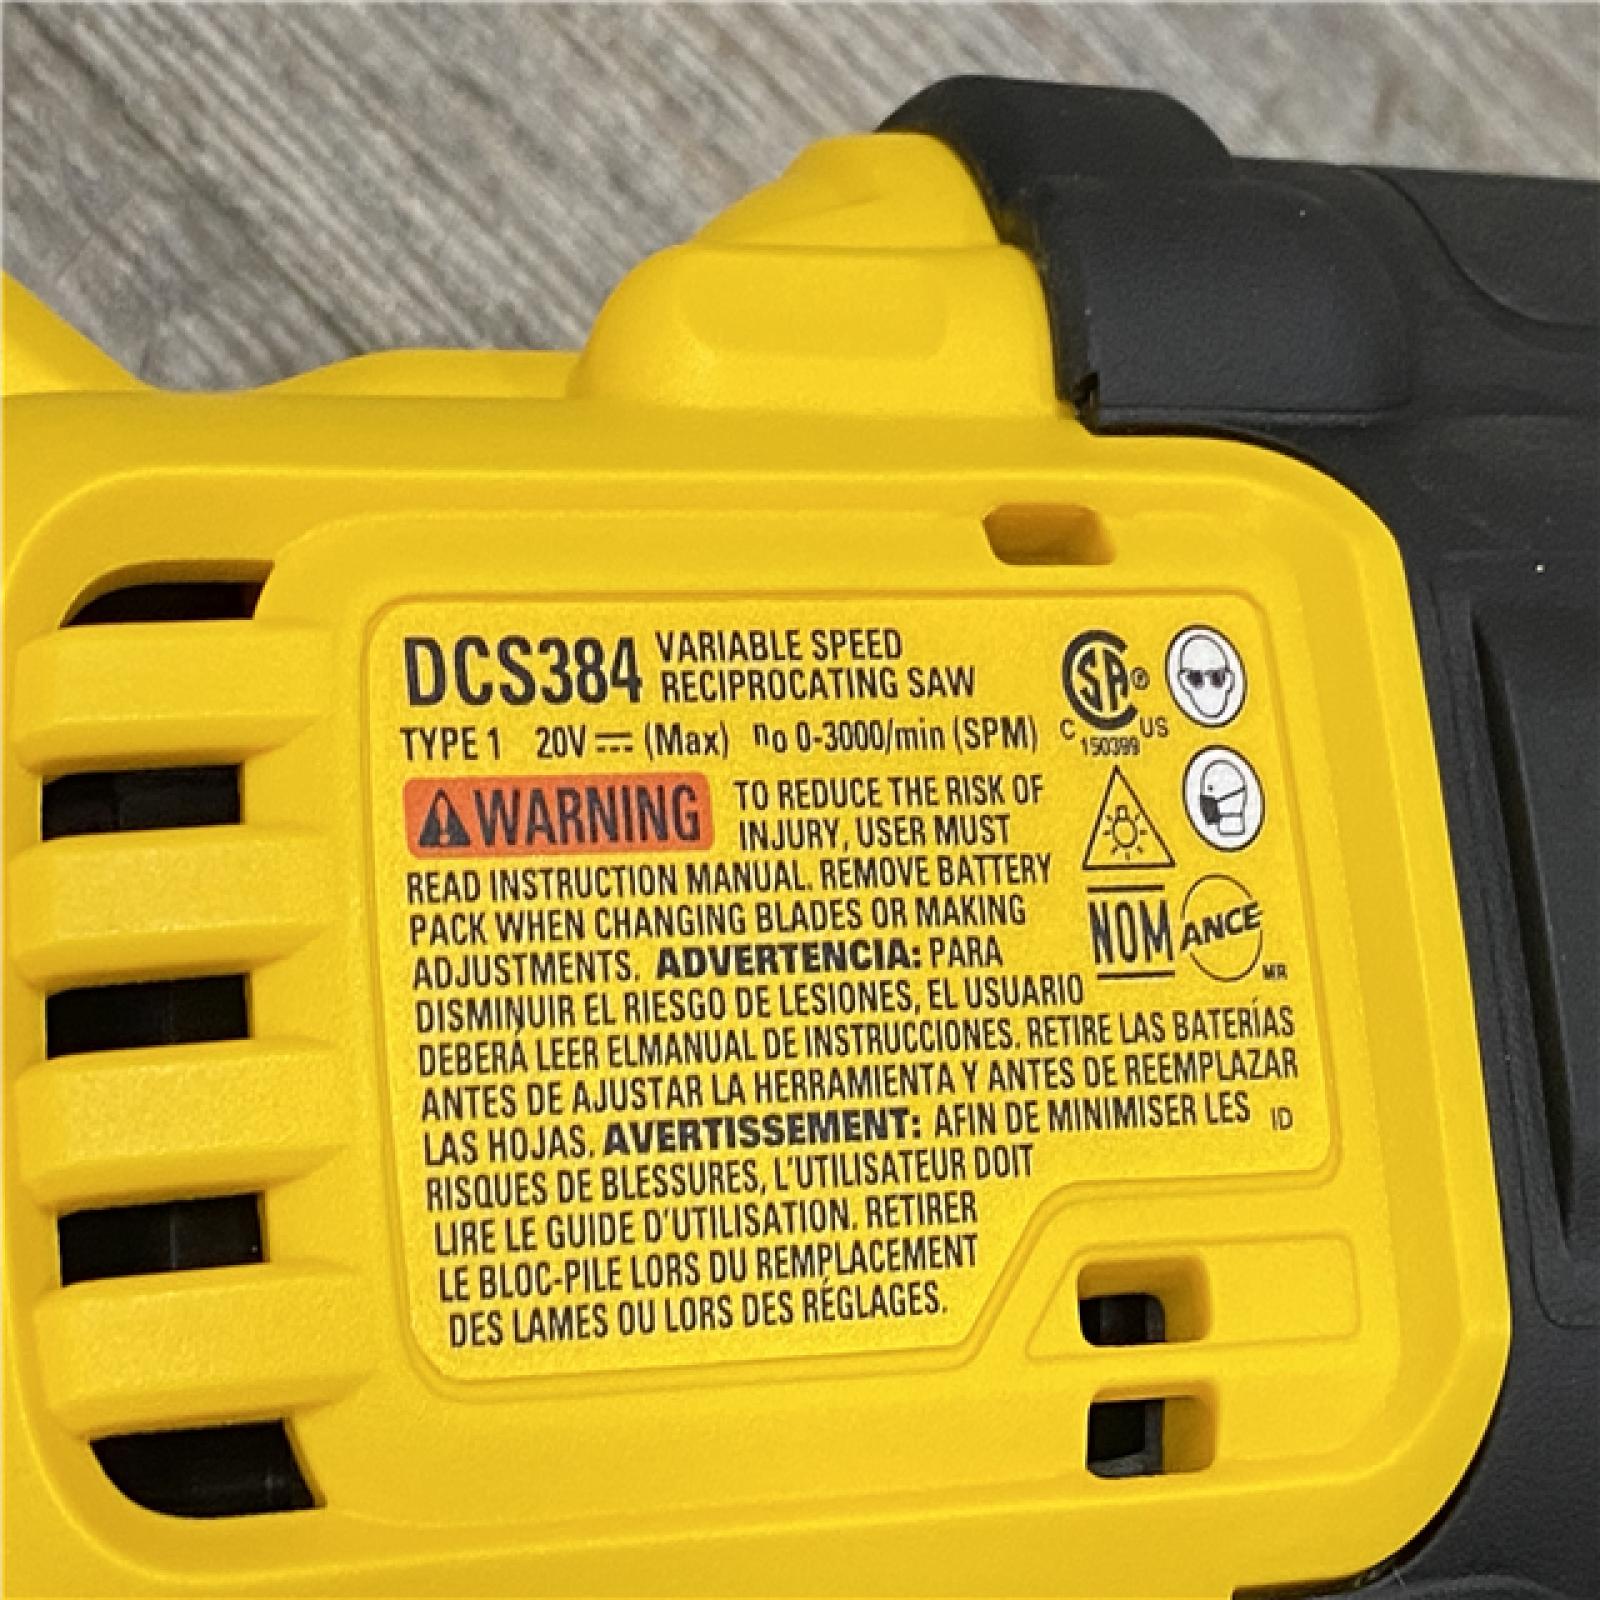 DCS384 VARIABLE SPEED
RECIPROCATING SAW
TYPE 1 20V ⎓ (Max) no 0-3000/min (SPM)
SA®
C US
150399
WARNING TO REDUCE THE RISK OF
INJURY, USER MUST
READ INSTRUCTION MANUAL. REMOVE BATTERY
PACK WHEN CHANGING BLADES OR MAKING
ADJUSTMENTS. ADVERTENCIA: PARA
DISMINUIR EL RIESGO DE LESIONES, EL USUARIO
DEBERÁ LEER ELMANUAL DE INSTRUCCIONES. RETIRE LAS BATERÍAS
ANTES DE AJUSTAR LA HERRAMIENTA Y ANTES DE REEMPLAZAR
LAS HOJAS. AVERTISSEMENT: AFIN DE MINIMISER LES
RISQUES DE BLESSURES, L'UTILISATEUR DOIT
LIRE LE GUIDE D'UTILISATION. RETIRER
LE BLOC-PILE LORS DU REMPLACEMENT
DES LAMES OU LORS DES RÉGLAGES.
NOM ANCE
MR
ID